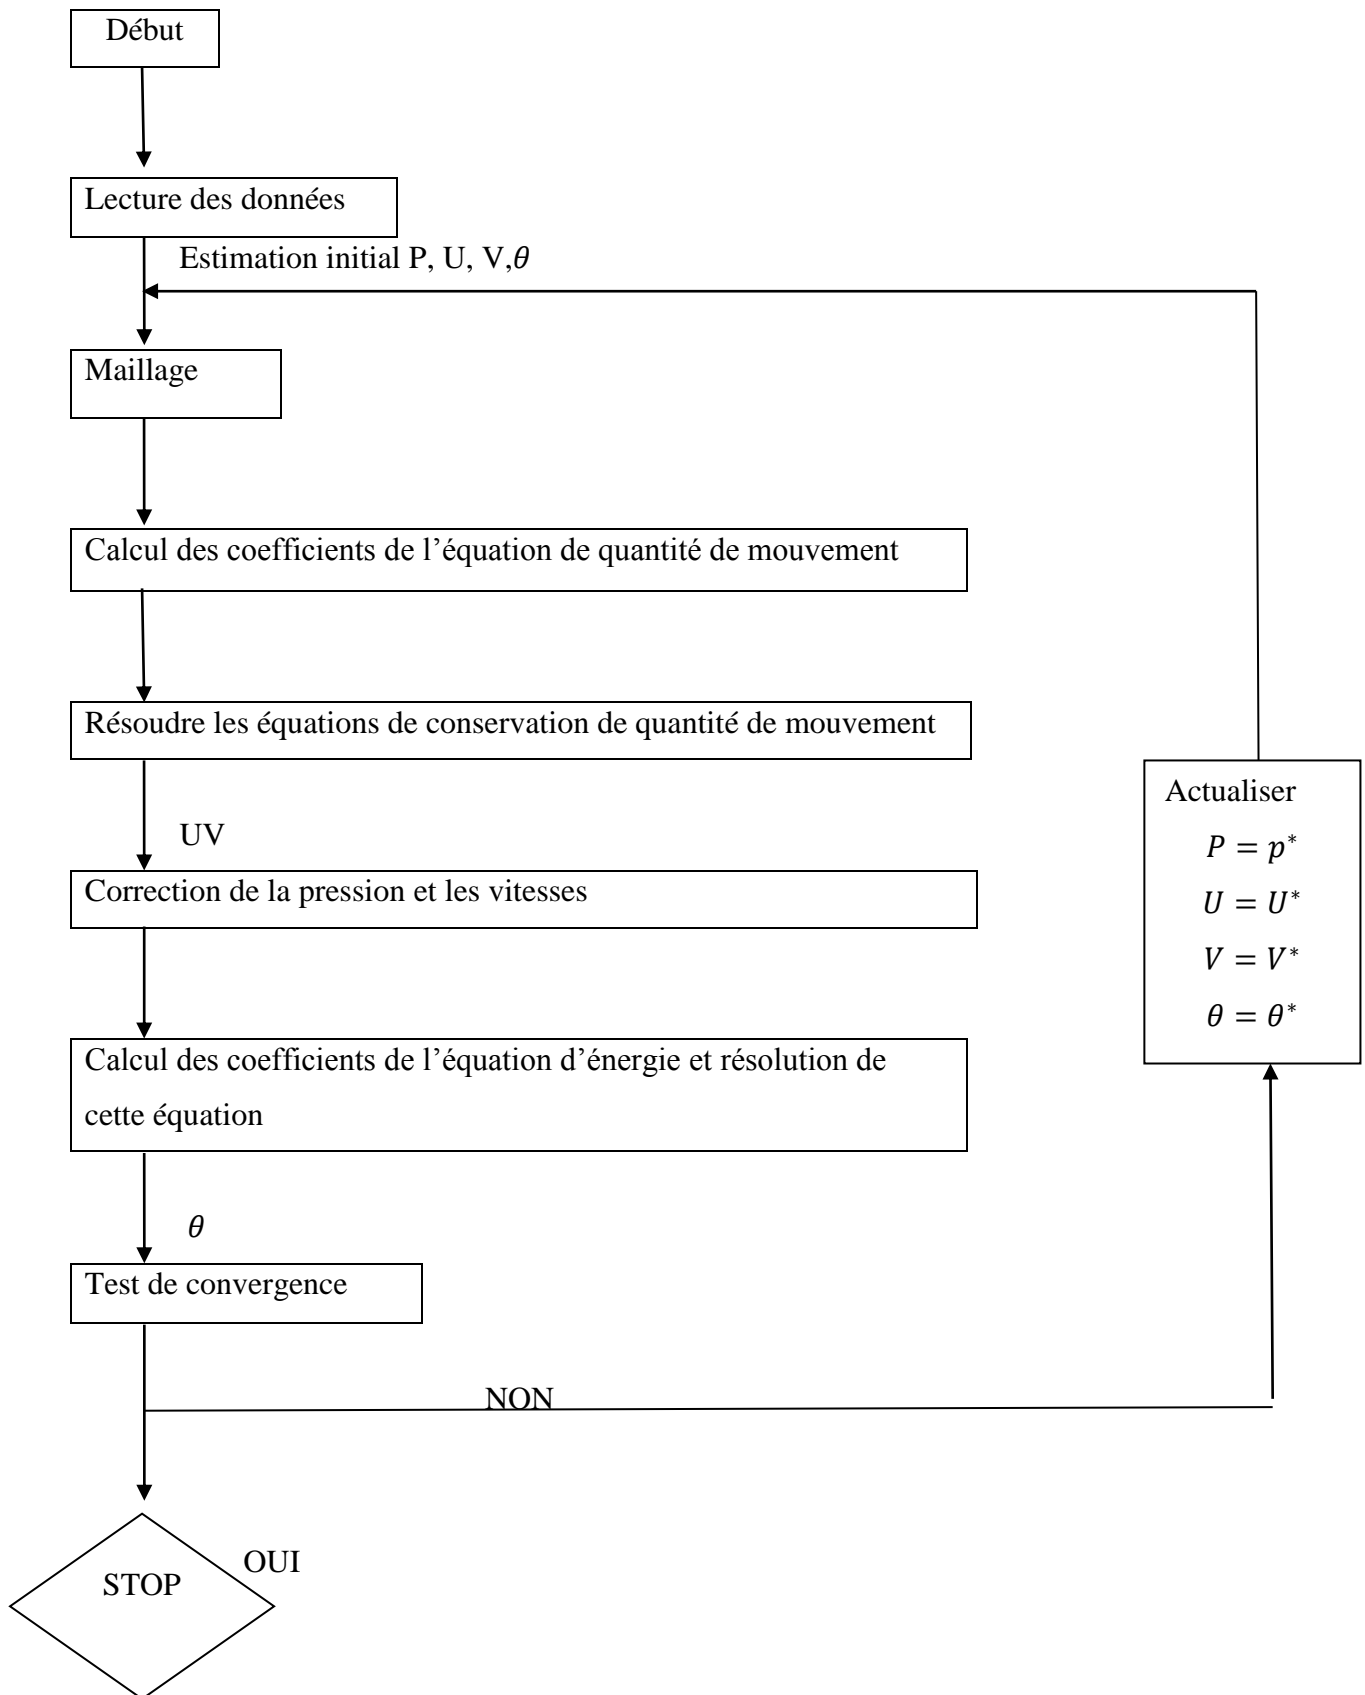 Début
Lecture des données
Estimation initial P, U, V,θ
Maillage
Calcul des coefficients de l’équation de quantité de mouvement
Résoudre les équations de conservation de quantité de mouvement
UV
Correction de la pression et les vitesses
Calcul des coefficients de l’équation d’énergie et résolution de
cette équation
θ
Test de convergence
NON
Actualiser
P = p*
U = U*
V = V*
θ = θ*
OUI
STOP